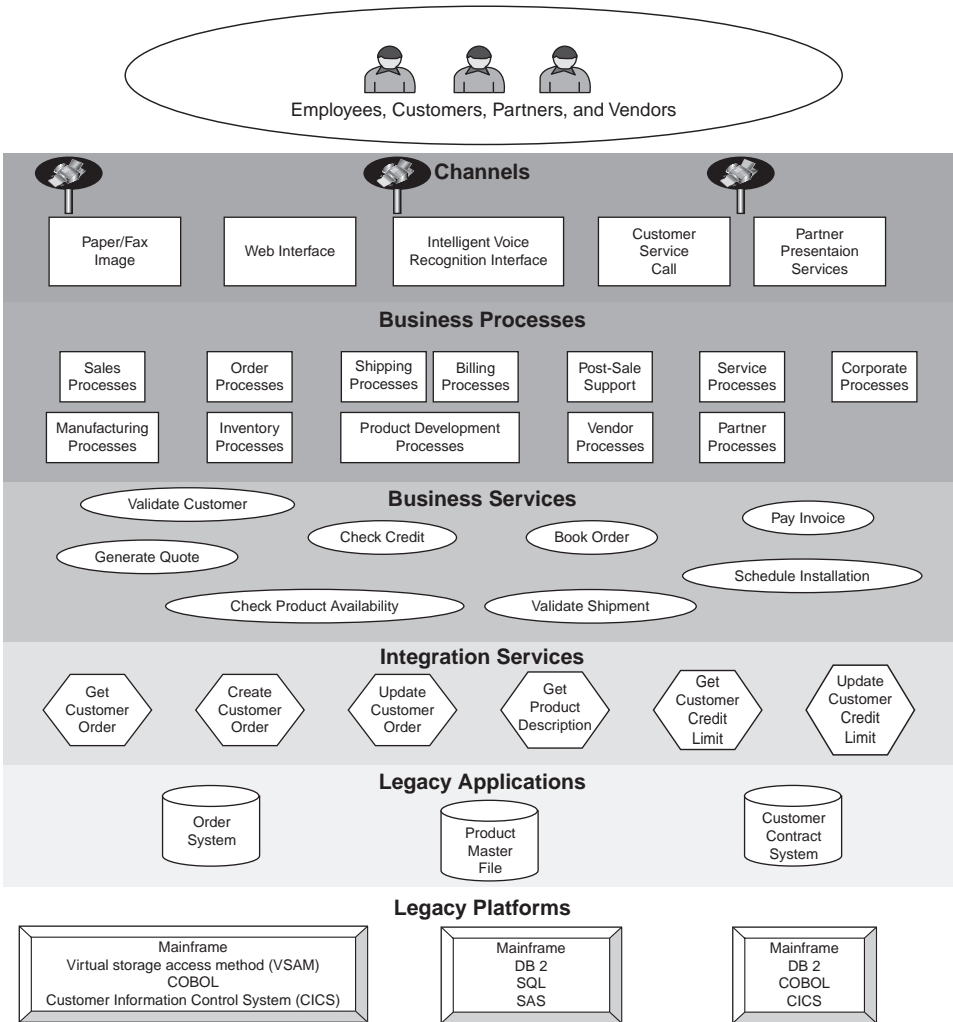 Employees, Customers, Partners, and Vendors
Channels
Paper/Fax
Image
Web Interface
Intelligent Voice
Recognition Interface
Customer
Service
Call
Partner
Presentaion
Services
Business Processes
Sales
Processes
Order
Processes
Shipping
Processes
Billing
Processes
Post-Sale
Support
Service
Processes
Corporate
Processes
Manufacturing
Processes
Inventory
Processes
Product Development
Processes
Vendor
Processes
Partner
Processes
Business Services
Validate Customer
Check Credit
Book Order
Pay Invoice
Generate Quote
Schedule Installation
Check Product Availability
Validate Shipment
Integration Services
Get
Customer
Order
Create
Customer
Order
Update
Customer
Order
Get
Product
Description
Get
Customer
Credit
Limit
Update
Customer
Credit
Limit
Legacy Applications
Order
System
Product
Master
File
Customer
Contract
System
Legacy Platforms
Mainframe
Virtual storage access method (VSAM)
COBOL
Customer Information Control System (CICS)
Mainframe
DB 2
SQL
SAS
Mainframe
DB 2
COBOL
CICS